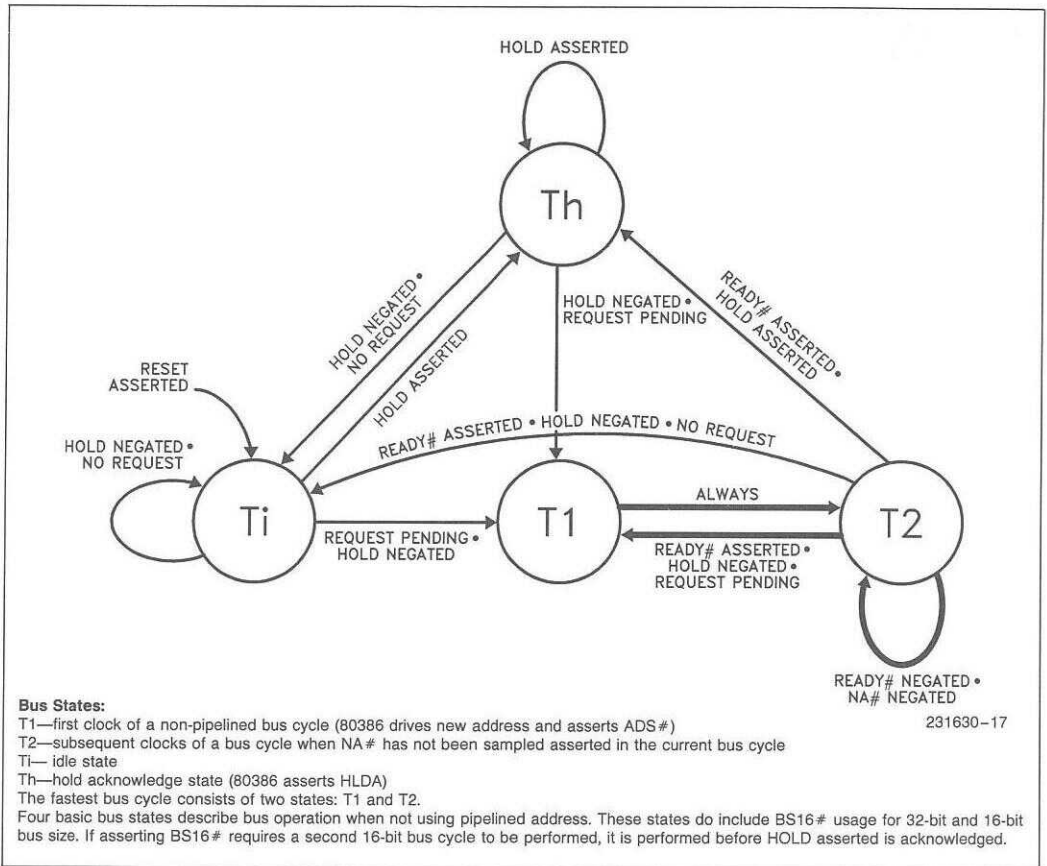 HOLD ASSERTED
Th
HOLD NEGATED •
NO REQUEST
HOLD ASSERTED
HOLD NEGATED •
REQUEST PENDING
READY# ASSERTED •
HOLD ASSERTED
RESET
ASSERTED
HOLD NEGATED •
NO REQUEST
READY# ASSERTED • HOLD NEGATED • NO REQUEST
Ti
REQUEST PENDING •
HOLD NEGATED
T1
ALWAYS
READY# ASSERTED •
HOLD NEGATED •
REQUEST PENDING
T2
READY# NEGATED •
NA# NEGATED
231630-17
Bus States:
T1—first clock of a non-pipelined bus cycle (80386 drives new address and asserts ADS#)
T2—subsequent clocks of a bus cycle when NA# has not been sampled asserted in the current bus cycle
Ti— idle state
Th—hold acknowledge state (80386 asserts HLDA)
The fastest bus cycle consists of two states: T1 and T2.
Four basic bus states describe bus operation when not using pipelined address. These states do include BS16# usage for 32-bit and 16-bit
bus size. If asserting BS16# requires a second 16-bit bus cycle to be performed, it is performed before HOLD asserted is acknowledged.